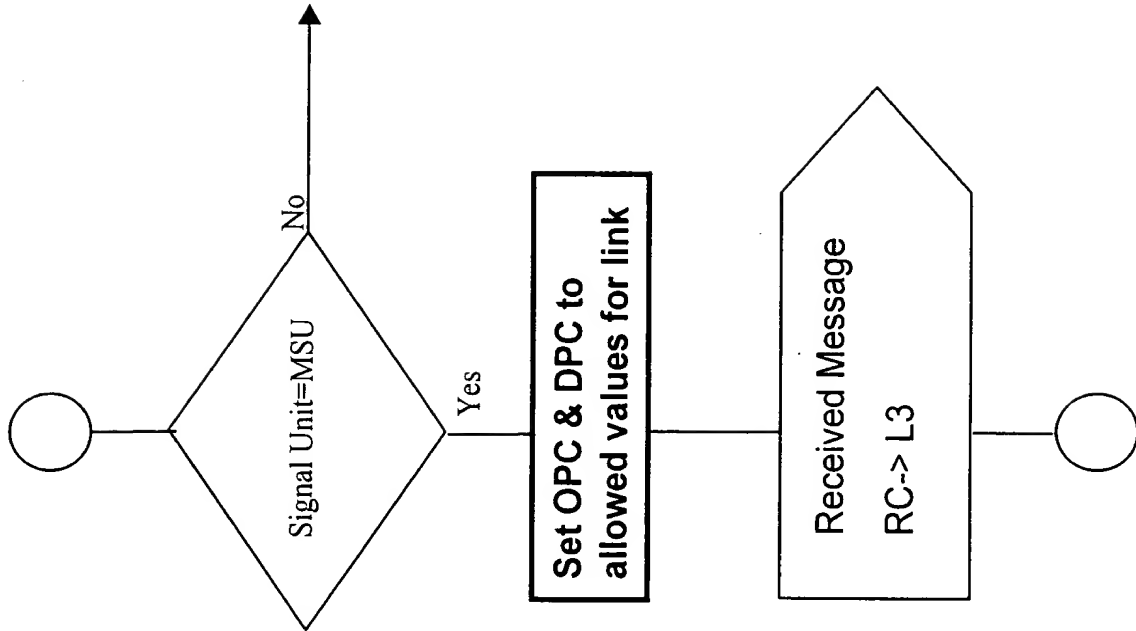 Signal Unit=MSU
No
Yes
Set OPC & DPC to
allowed values for link
Received Message
RC-> L3